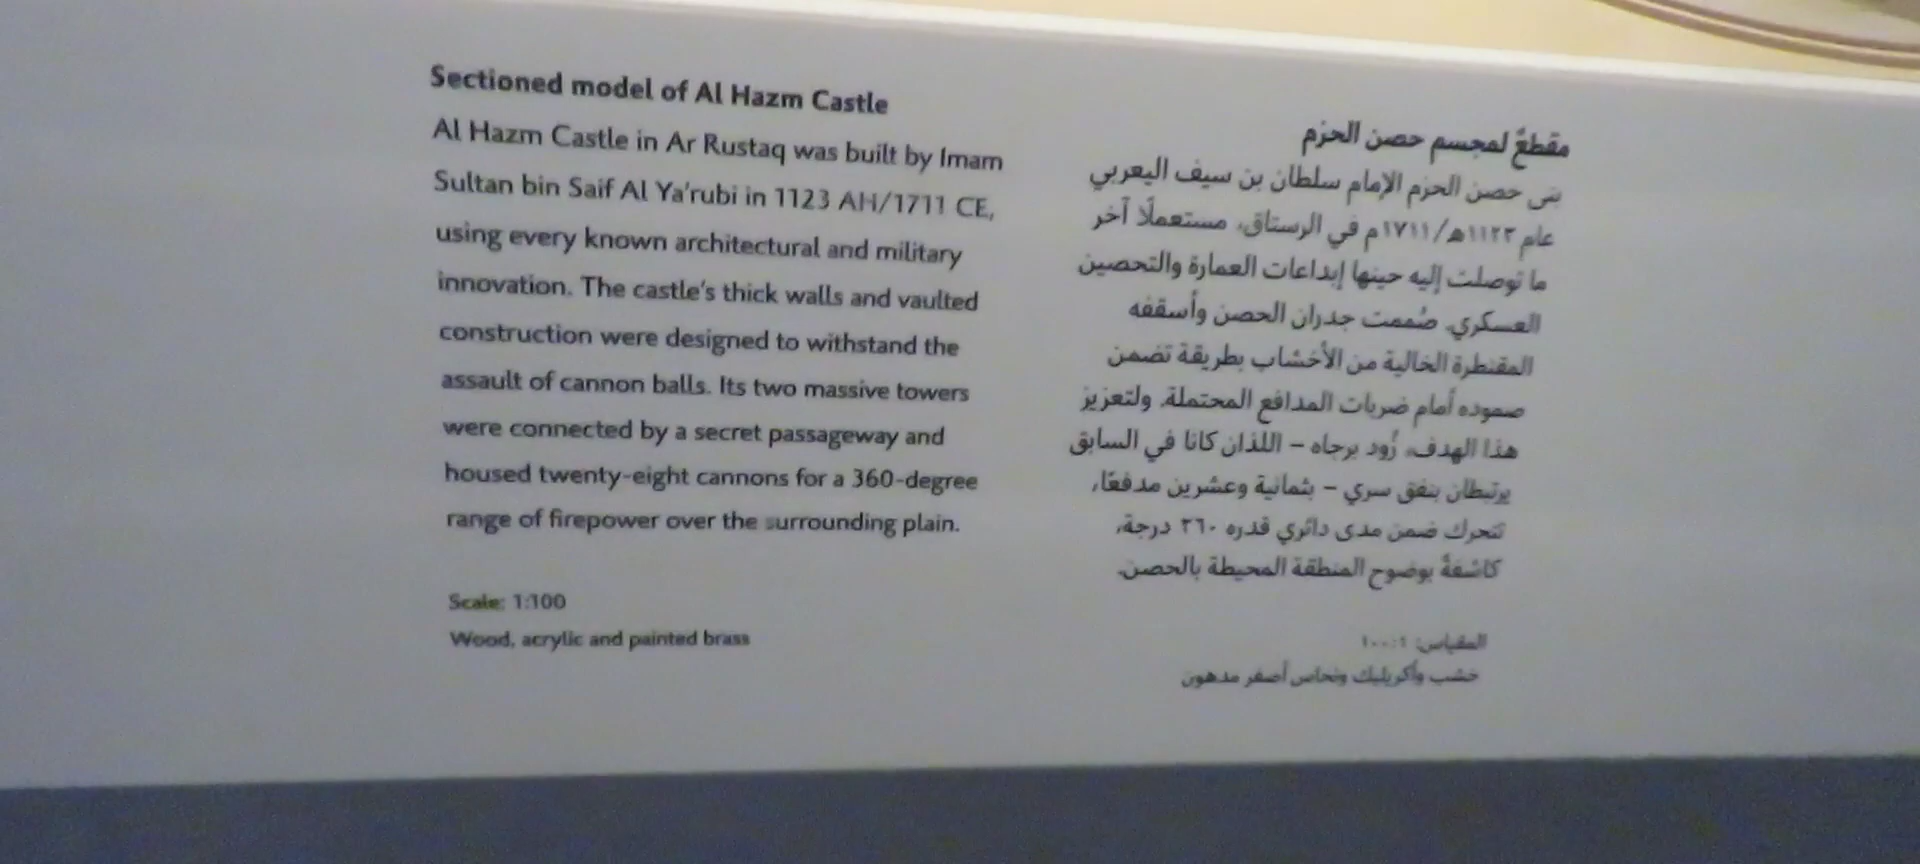 Sectioned model of Al Hazm Castle
Al Hazm Castle in Ar Rustaq was built by Imam
Sultan bin Saif Al Ya'rubi in 1123 AH/1711 CE,
using every known architectural and military
innovation. The castle's thick walls and vaulted
construction were designed to withstand the
assault of cannon balls. Its two massive towers
were connected by a secret passageway and
housed twenty-eight cannons for a 360-degree
range of firepower over the surrounding plain.
Scale: 1:100
Wood, acrylic and painted brass
مقطعٌ لمجسم حصن الحزم
بنى حصن الحزم الإمام سلطان بن سيف اليعربي
عام ١١٢٣هـ/١٧١١م في الرستاق، مستعملًا آخر
ما توصلت إليه حينها إبداعات العمارة والتحصين
العسكري. صُممت جدران الحصن وأسقفه
المقنطرة الخالية من الأخشاب بطريقة تضمن
صموده أمام ضربات المدافع المحتملة. ولتعزيز
هذا الهدف، زُود برجاه – اللذان كانا في السابق
يرتبطان بنفق سري – بثمانية وعشرين مدفعًا،
تتحرك ضمن مدى دائري قدره ٣٦٠ درجة،
كاشفةً بوضوح المنطقة المحيطة بالحصن.
المقياس: ١:١٠٠
خشب وأكريليك ونحاس أصفر مدهون